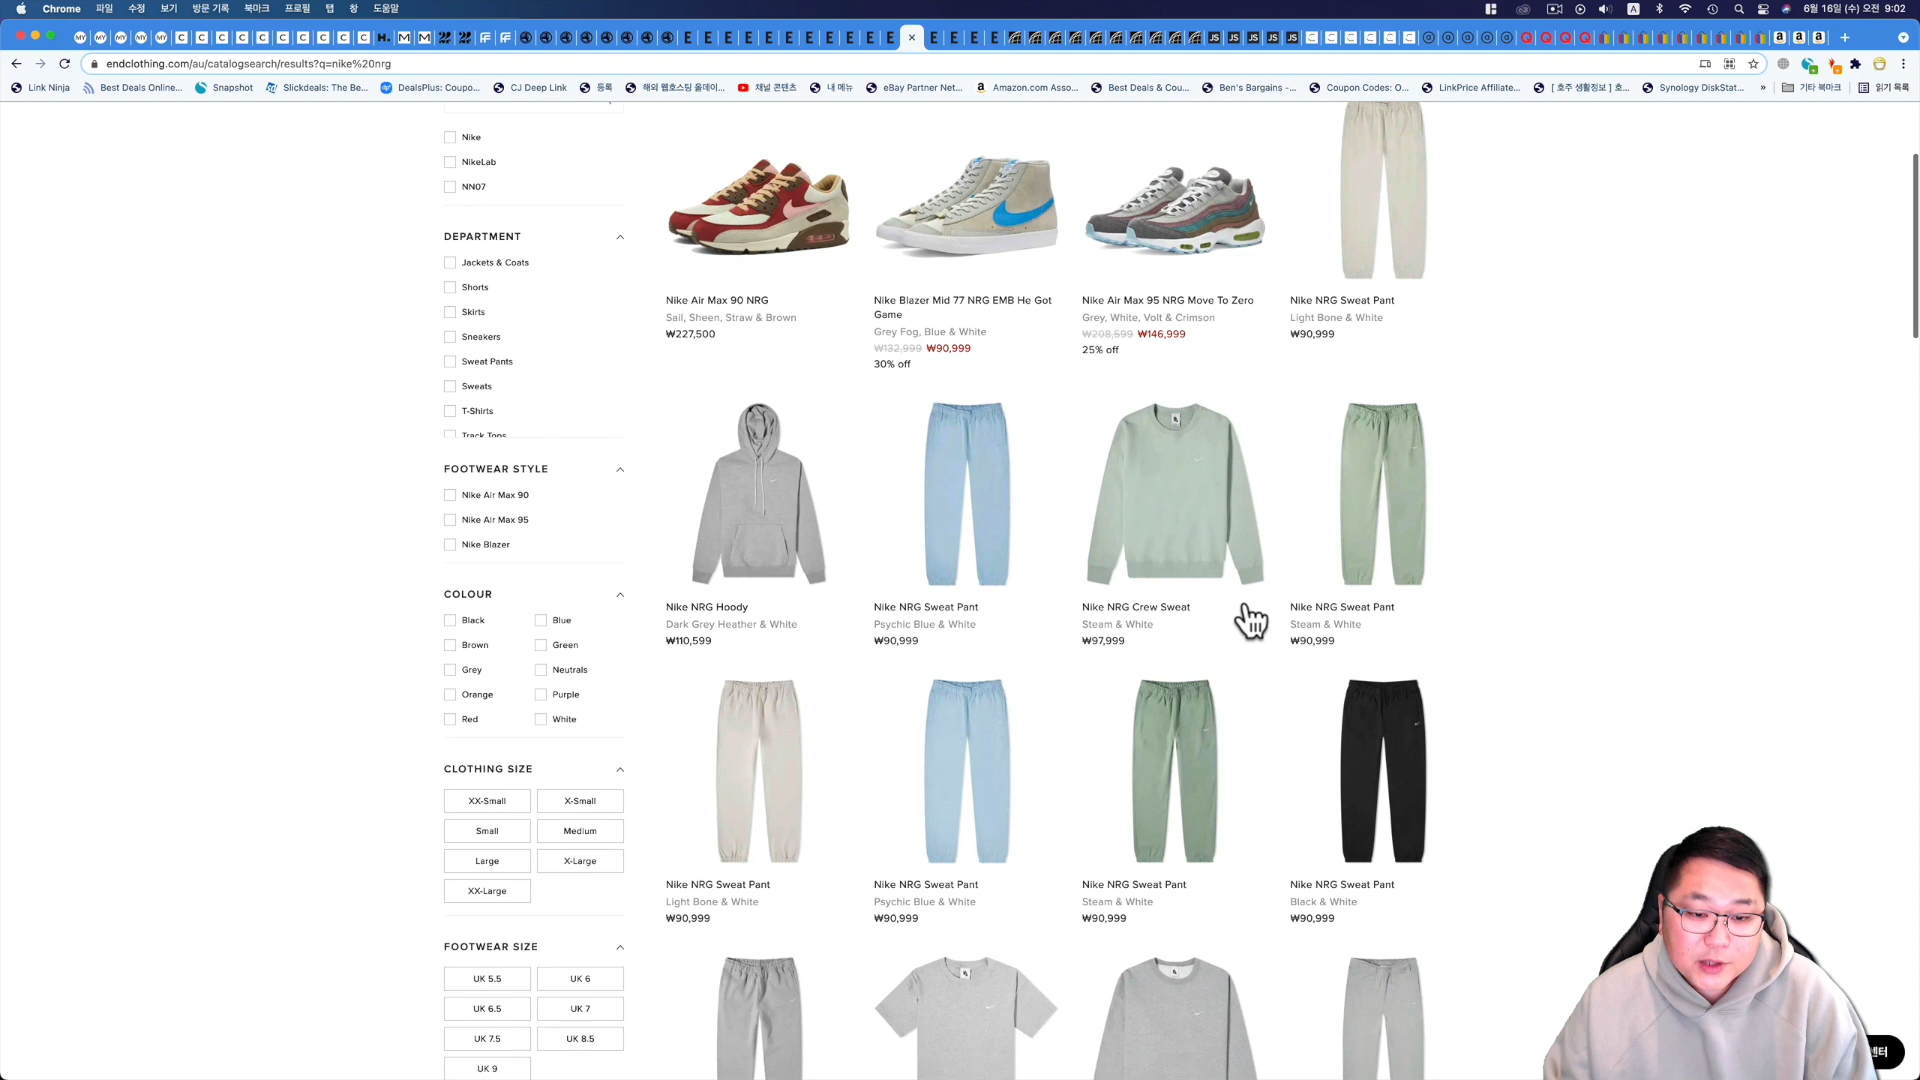 Chrome 파일 수정 보기 방문 기록 북마크 프로필 탭 창 도움말 6월 16일 (수) 오전 9:02
endclothing.com/au/catalogsearch/results?q=nike%20nrg
Link Ninja Best Deals Online... Snapshot Slickdeals: The Be... DealsPlus: Coupo... CJ Deep Link 등록 해외 웹호스팅 올데이... 채널 콘텐츠 내 메뉴 eBay Partner Net... Amazon.com Asso... Best Deals & Cou... Ben's Bargains -... Coupon Codes: O... LinkPrice Affiliate... [ 호주 생활정보 ] 호... Synology DiskStat... » 기타 북마크 읽기 목록
Nike
NikeLab
NN07
DEPARTMENT
Jackets & Coats
Shorts
Skirts
Sneakers
Sweat Pants
Sweats
T-Shirts
Track Tops
FOOTWEAR STYLE
Nike Air Max 90
Nike Air Max 95
Nike Blazer
COLOUR
Black Blue
Brown Green
Grey Neutrals
Orange Purple
Red White
CLOTHING SIZE
XX-Small X-Small
Small Medium
Large X-Large
XX-Large
FOOTWEAR SIZE
UK 5.5 UK 6
UK 6.5 UK 7
UK 7.5 UK 8.5
UK 9
Nike Air Max 90 NRG
Sail, Sheen, Straw & Brown
₩227,500
Nike Blazer Mid 77 NRG EMB He Got
Game
Grey Fog, Blue & White
₩132,999 ₩90,999
30% off
Nike Air Max 95 NRG Move To Zero
Grey, White, Volt & Crimson
₩208,599 ₩146,999
25% off
Nike NRG Sweat Pant
Light Bone & White
₩90,999
Nike NRG Hoody
Dark Grey Heather & White
₩110,599
Nike NRG Sweat Pant
Psychic Blue & White
₩90,999
Nike NRG Crew Sweat
Steam & White
₩97,999
Nike NRG Sweat Pant
Steam & White
₩90,999
Nike NRG Sweat Pant
Light Bone & White
₩90,999
Nike NRG Sweat Pant
Psychic Blue & White
₩90,999
Nike NRG Sweat Pant
Steam & White
₩90,999
Nike NRG Sweat Pant
Black & White
₩90,999